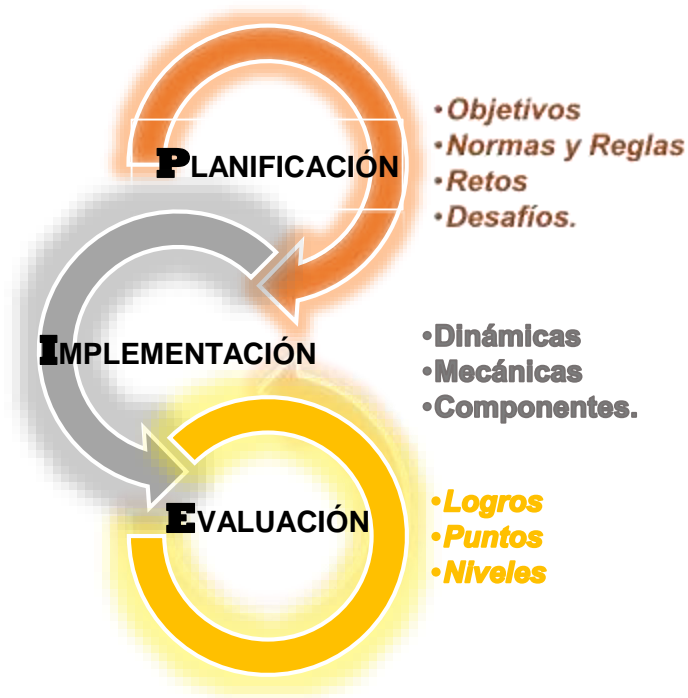 PLANIFICACIÓN
•Objetivos
•Normas y Reglas
•Retos
•Desafíos.
IMPLEMENTACIÓN
•Dinámicas
•Mecánicas
•Componentes.
EVALUACIÓN
•Logros
•Puntos
•Niveles